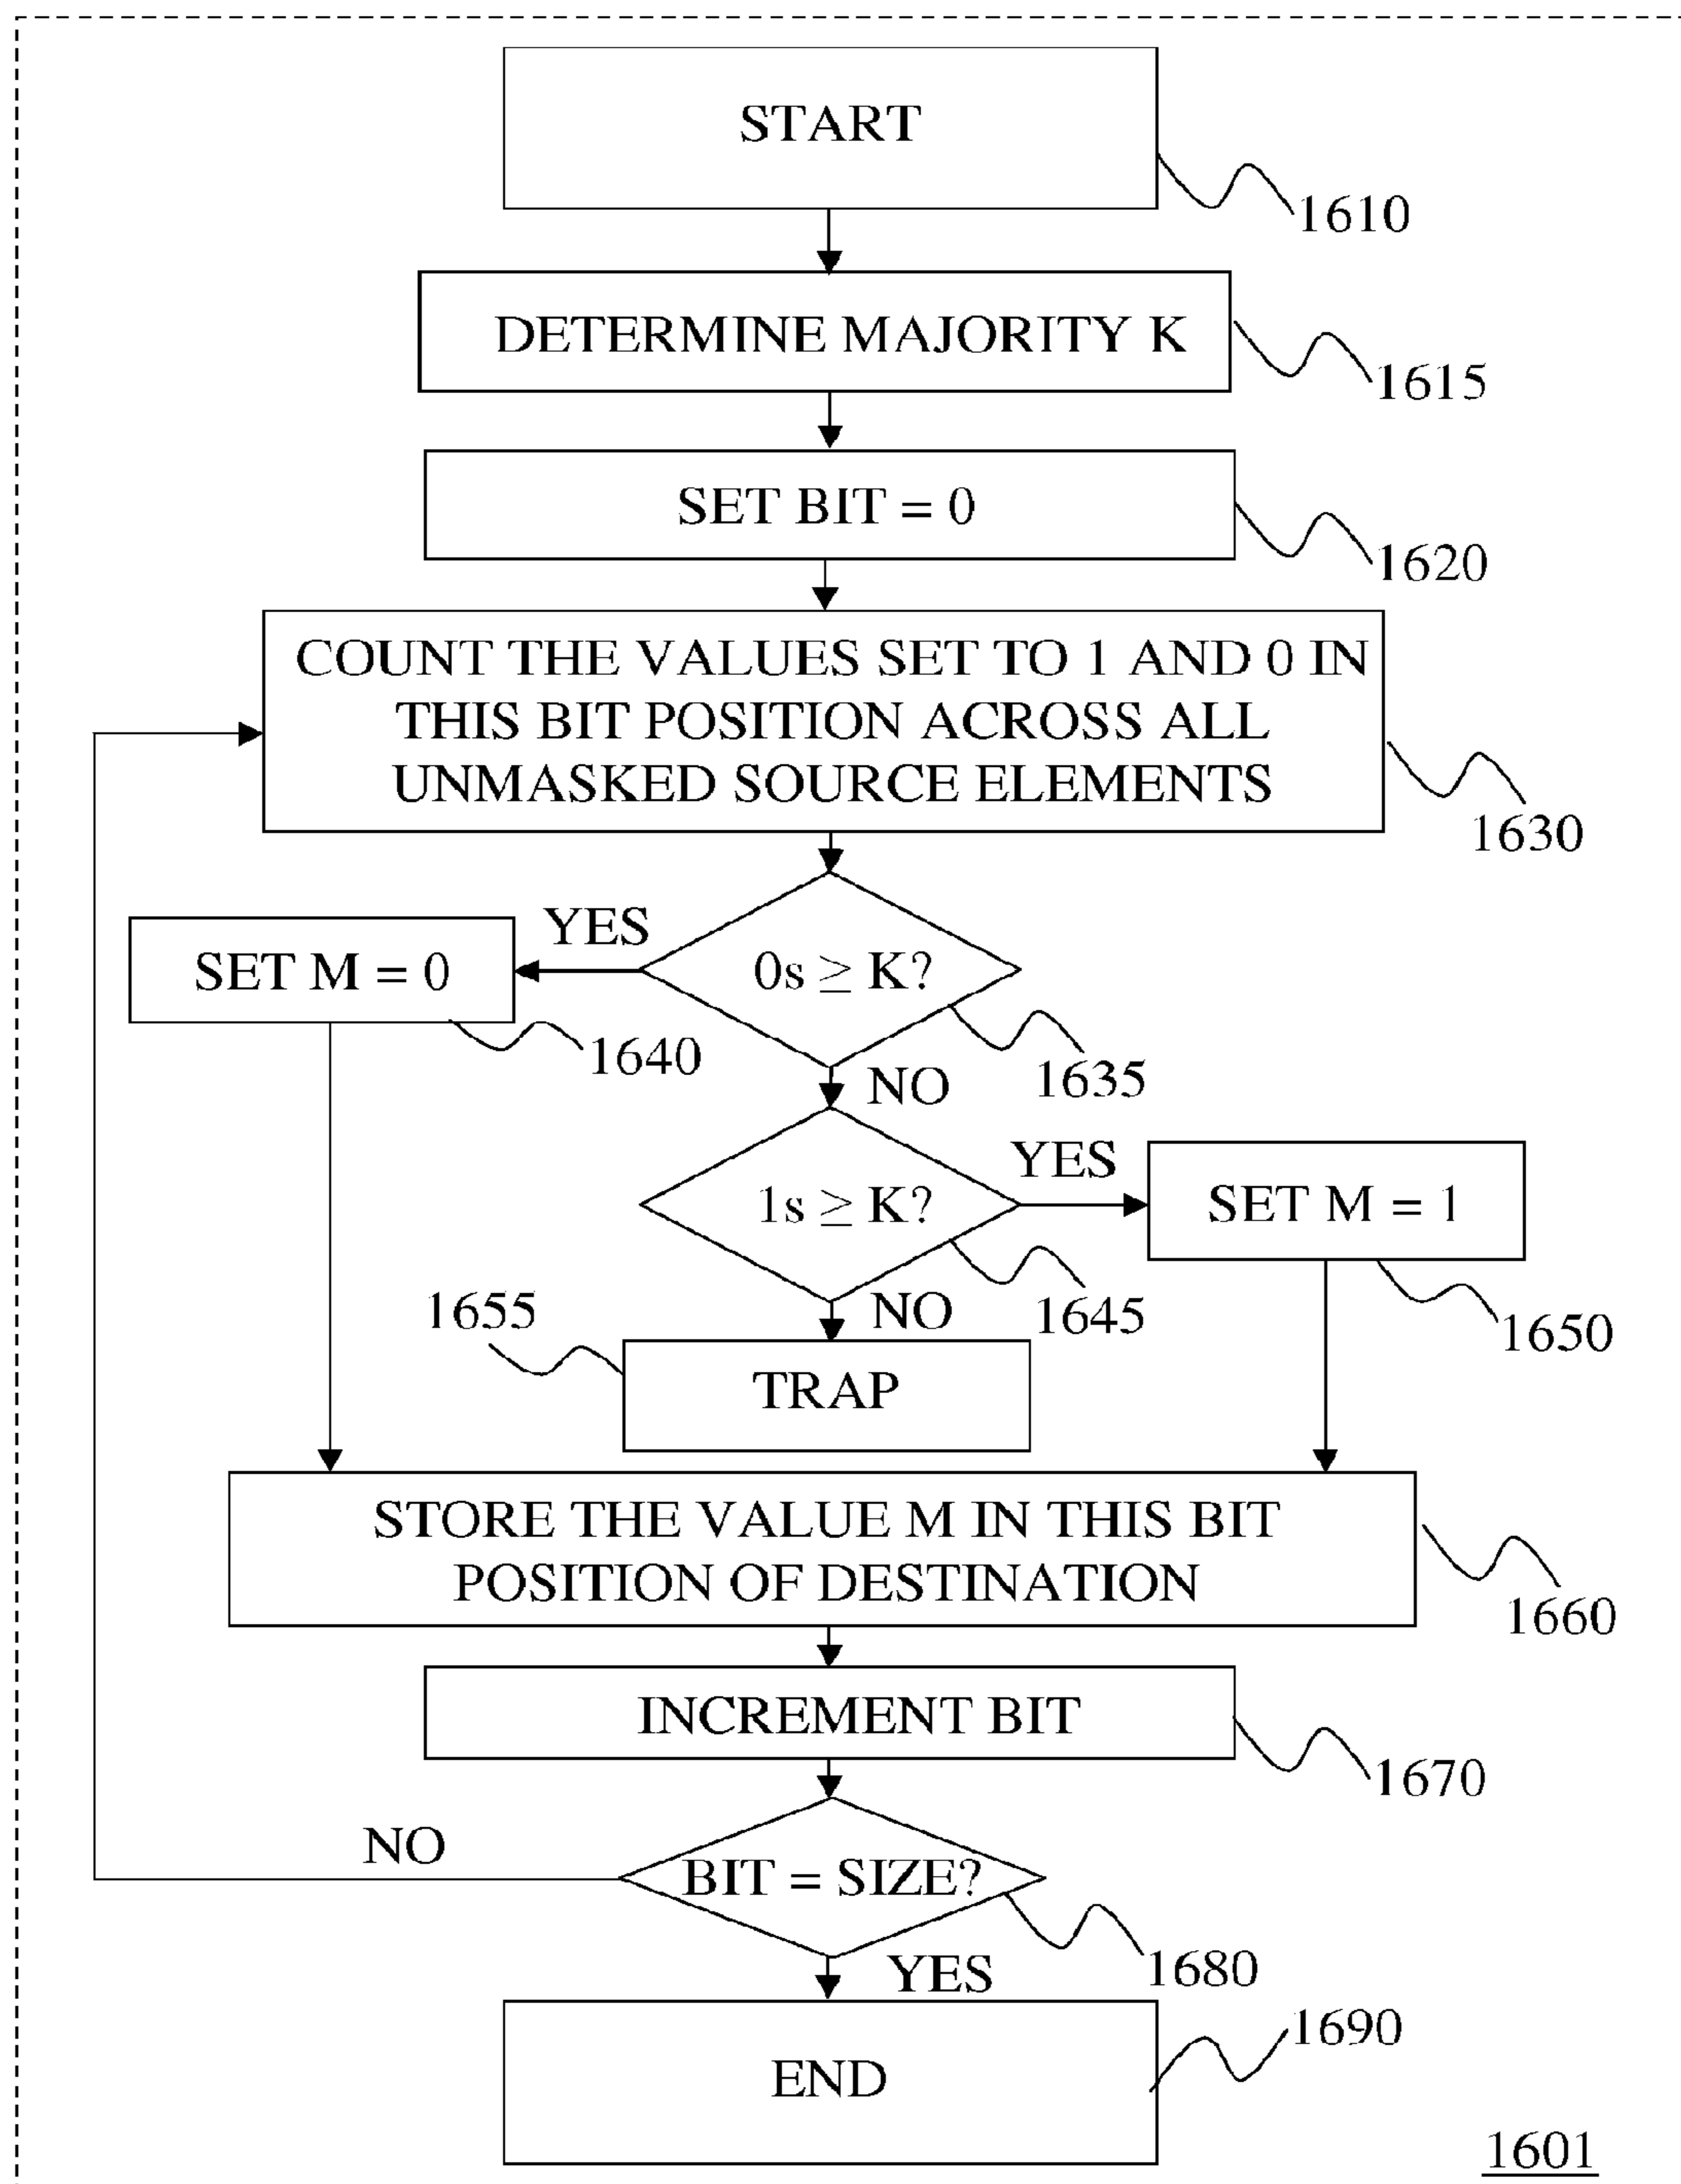 START
1610
DETERMINE MAJORITY K
1615
SET BIT = 0
1620
COUNT THE VALUES SET TO 1 AND 0 IN
THIS BIT POSITION ACROSS ALL
UNMASKED SOURCE ELEMENTS
1630
YES
SET M = 0
0s ≥ K?
1640
1635
NO
YES
1s ≥ K?
SET M = 1
1655
NO
1645
1650
TRAP
STORE THE VALUE M IN THIS BIT
POSITION OF DESTINATION
1660
INCREMENT BIT
1670
NO
BIT = SIZE?
1680
YES
1690
END
1601